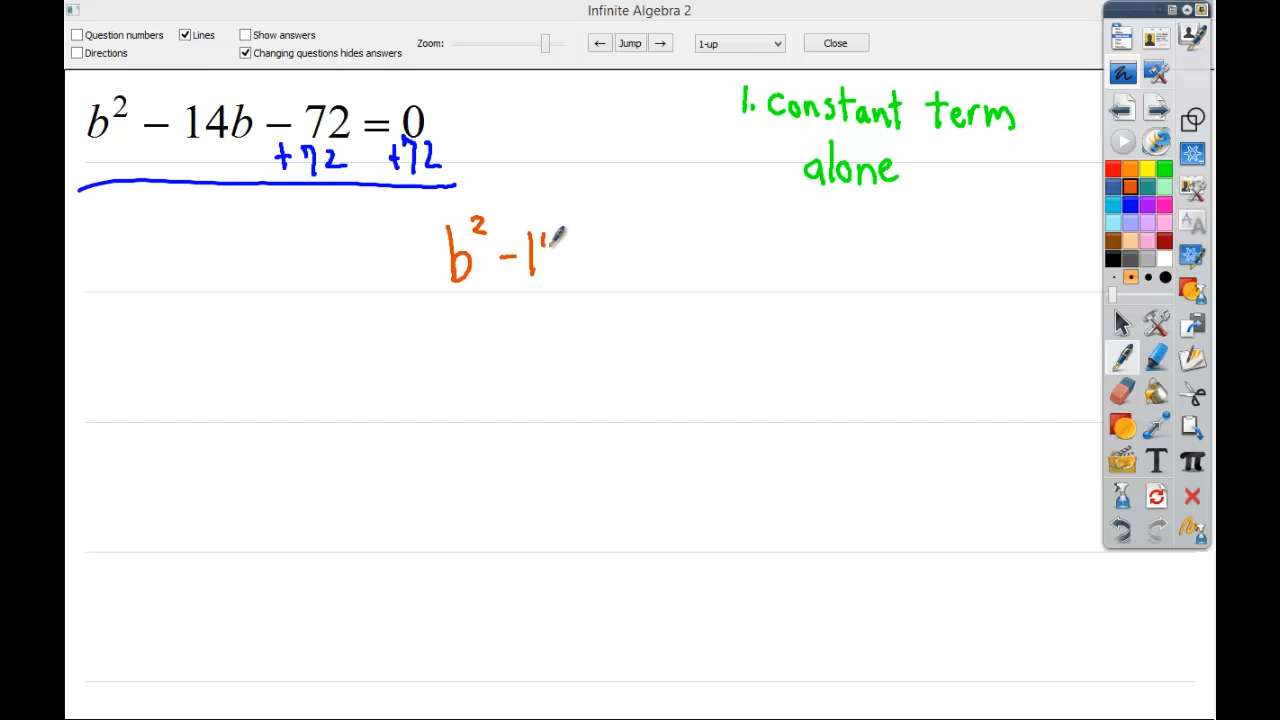 Infinite Algebra 2
Question numbers Lines Show answers
Directions Changing questions hides answers
Zoom: Jump 1-up Close
b² − 14b − 72 = 0
+72 +72
1. constant term
alone
b² − 1